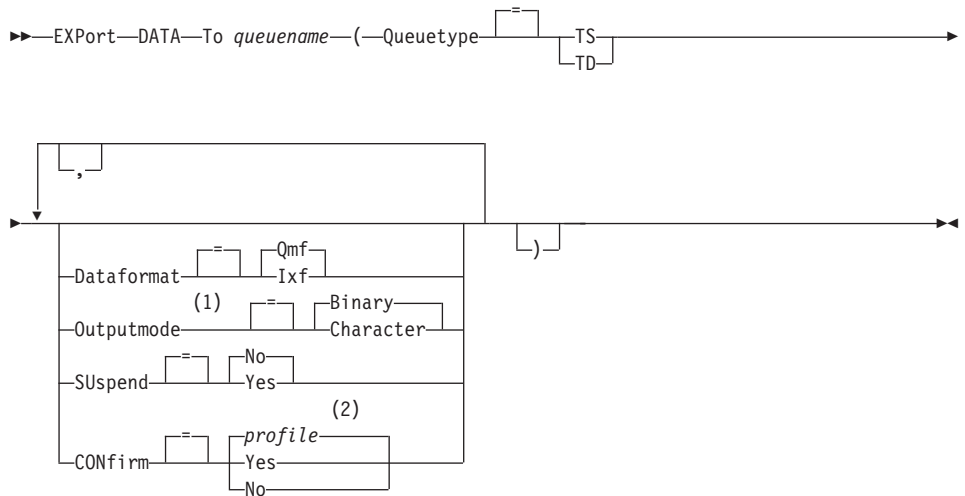 =
EXPort DATA To queuename ( Queuetype TS
TD
,
)
= Qmf
Dataformat Ixf
(1) = Binary
Outputmode Character
= No
SUspend Yes
(2)
= profile
CONfirm Yes
No